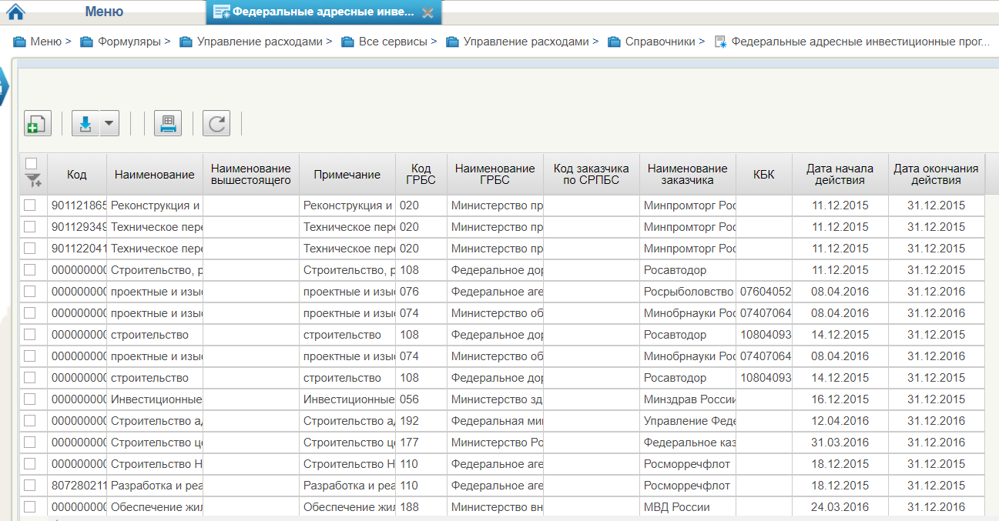 Меню
Федеральные адресные инве...
Меню > Формуляры > Управление расходами > Все сервисы > Управление расходами > Справочники > Федеральные адресные инвестиционные прог...
Код Наименование Наименование вышестоящего Примечание Код ГРБС Наименование ГРБС Код заказчика по СРПБС Наименование заказчика КБК Дата начала действия Дата окончания действия
901121865 Реконструкция и Реконструкция и 020 Министерство пр Минпромторг Рос 11.12.2015 31.12.2015
901129349 Техническое пере Техническое пере 020 Министерство пр Минпромторг Рос 11.12.2015 31.12.2015
901122041 Техническое пере Техническое пере 020 Министерство пр Минпромторг Рос 11.12.2015 31.12.2015
000000000 Строительство, р Строительство, р 108 Федеральное дор Росавтодор 11.12.2015 31.12.2015
000000000 проектные и изыс проектные и изыс 076 Федеральное аге Росрыболовство 07604052 08.04.2016 31.12.2016
000000000 проектные и изыс проектные и изыс 074 Министерство об Минобрнауки Рос 07407064 08.04.2016 31.12.2016
000000000 строительство строительство 108 Федеральное дор Росавтодор 10804093 14.12.2015 31.12.2015
000000000 проектные и изыс проектные и изыс 074 Министерство об Минобрнауки Рос 07407064 08.04.2016 31.12.2016
000000000 строительство строительство 108 Федеральное дор Росавтодор 10804093 14.12.2015 31.12.2015
000000000 Инвестиционные Инвестиционные 056 Министерство зд Минздрав России 16.12.2015 31.12.2015
000000000 Строительство ад Строительство ад 192 Федеральная миг Управление Феде 12.04.2016 31.12.2016
000000000 Строительство це Строительство це 177 Министерство Ро Федеральное каз 31.03.2016 31.12.2016
000000000 Строительство Н Строительство Н 110 Федеральное аге Росморречфлот 18.12.2015 31.12.2015
807280211 Разработка и реа Разработка и реа 110 Федеральное аге Росморречфлот 18.12.2015 31.12.2015
000000000 Обеспечение жил Обеспечение жил 188 Министерство вн МВД России 24.03.2016 31.12.2016